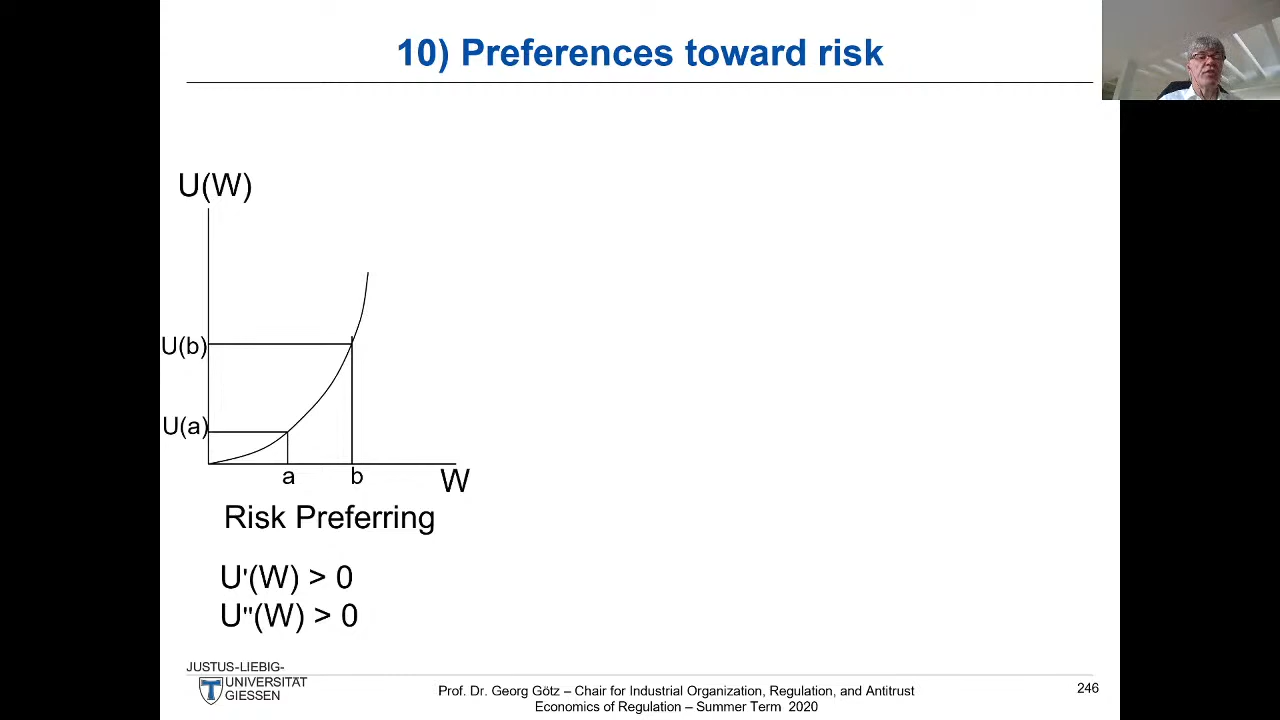 10) Preferences toward risk
U(W)
U(b)
U(a)
a
b
W
Risk Preferring
U'(W) > 0
U"(W) > 0
JUSTUS-LIEBIG-
UNIVERSITÄT
GIESSEN
Prof. Dr. Georg Götz – Chair for Industrial Organization, Regulation, and Antitrust
Economics of Regulation – Summer Term 2020
246